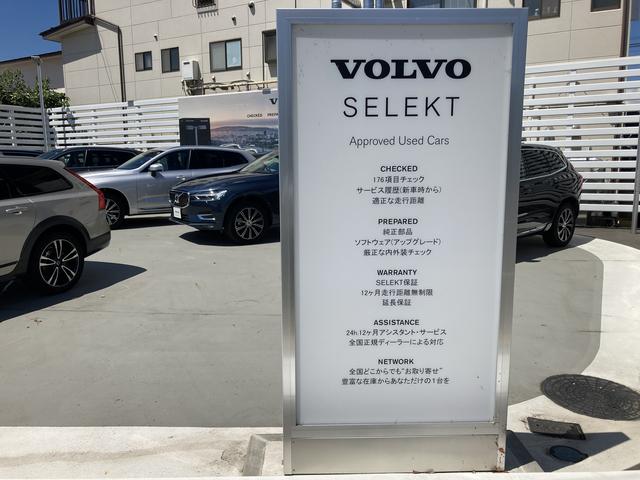 VOLVO
SELEKT
Approved Used Cars
CHECKED
176項目チェック
サービス履歴(新車時から)
適正な走行距離
PREPARED
純正部品
ソフトウェア(アップグレード)
厳正な内外装チェック
WARRANTY
SELEKT保証
12ヶ月走行距離無制限
延長保証
ASSISTANCE
24h.12ヶ月アシスタント・サービス
全国正規ディーラーによる対応
NETWORK
全国どこからでも“お取り寄せ”
豊富な在庫からあなただけの1台を
V
CHECKED